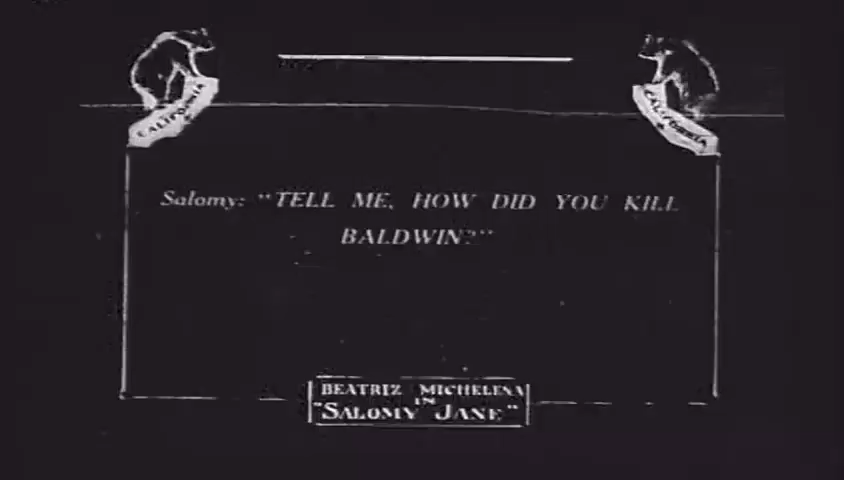 CALIFORNIA
CALIFORNIA
Salomy: "TELL ME, HOW DID YOU KILL
BALDWIN?"
BEATRIZ MICHELENA
IN
"SALOMY JANE"